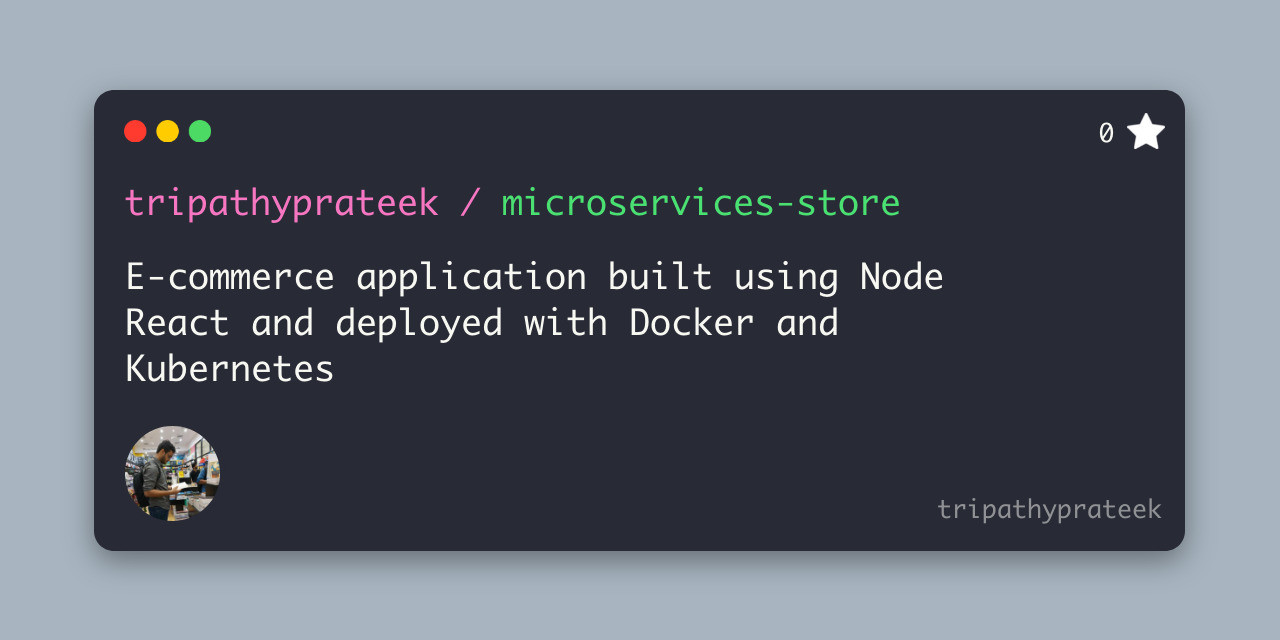 0
tripathyprateek / microservices-store
E-commerce application built using Node
React and deployed with Docker and
Kubernetes
tripathyprateek